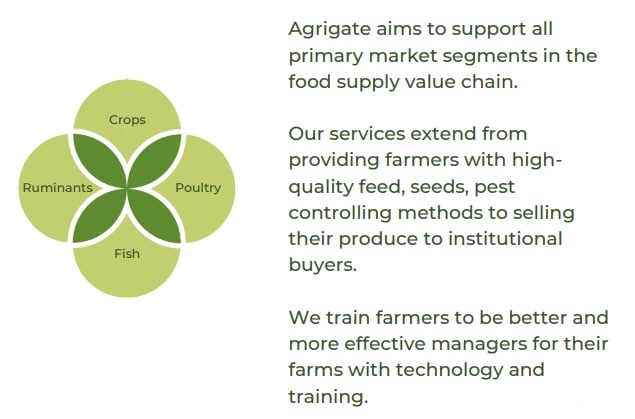 Agrigate aims to support all
primary market segments in the
food supply value chain.
Our services extend from
providing farmers with high-
quality feed, seeds, pest
controlling methods to selling
their produce to institutional
buyers.
We train farmers to be better and
more effective managers for their
farms with technology and
training.
Crops
Ruminants
Poultry
Fish